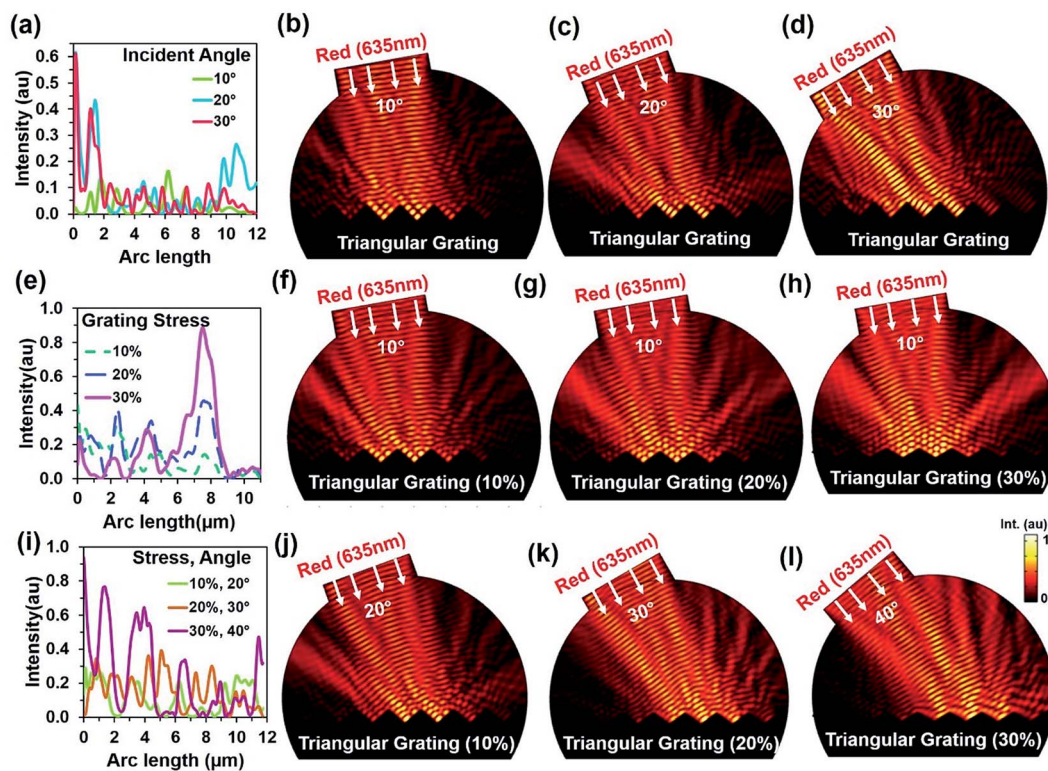 (a)
Incident Angle
10°
20°
30°
Intensity (au)
0.6
0.5
0.4
0.3
0.2
0.1
0.0
0 2 4 6 8 10 12
Arc length
(b)
Red (635nm)
10°
Triangular Grating
(c)
Red (635nm)
20°
Triangular Grating
(d)
Red (635nm)
30°
Triangular Grating
(e)
Grating Stress
10%
20%
30%
Intensity(au)
1.0
0.8
0.6
0.4
0.2
0.0
0 2 4 6 8 10
Arc length(µm)
(f)
Red (635nm)
10°
Triangular Grating (10%)
(g)
Red (635nm)
10°
Triangular Grating (20%)
(h)
Red (635nm)
10°
Triangular Grating (30%)
(i)
Stress, Angle
10%, 20°
20%, 30°
30%, 40°
Intensity(au)
1.0
0.8
0.6
0.4
0.2
0.0
0 2 4 6 8 10 12
Arc length (µm)
(j)
Red (635nm)
20°
Triangular Grating (10%)
(k)
Red (635nm)
30°
Triangular Grating (20%)
(l)
Red (635nm)
40°
Triangular Grating (30%)
Int. (au)
1
0